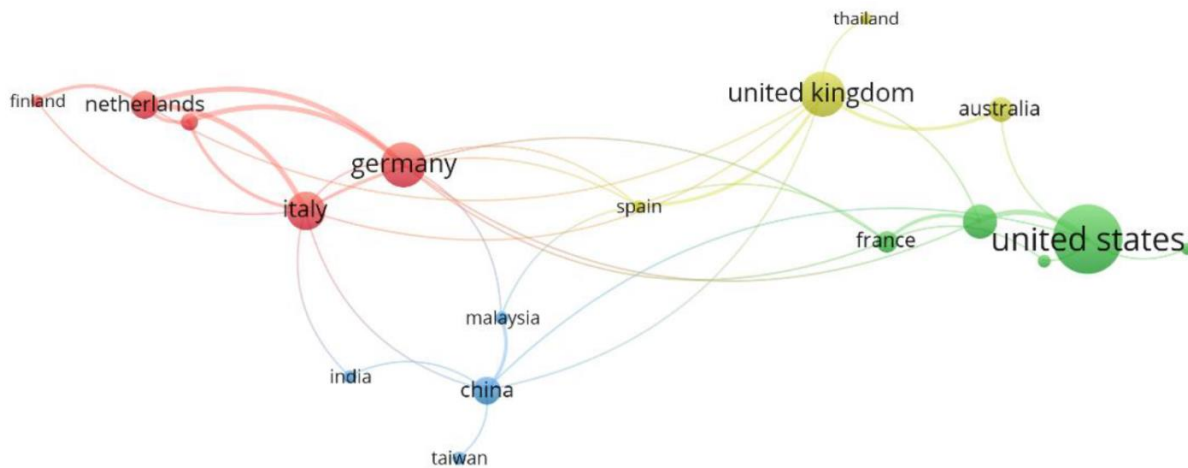 thailand
united kingdom
finland
netherlands
australia
germany
italy
spain
france
united states
malaysia
india
china
taiwan